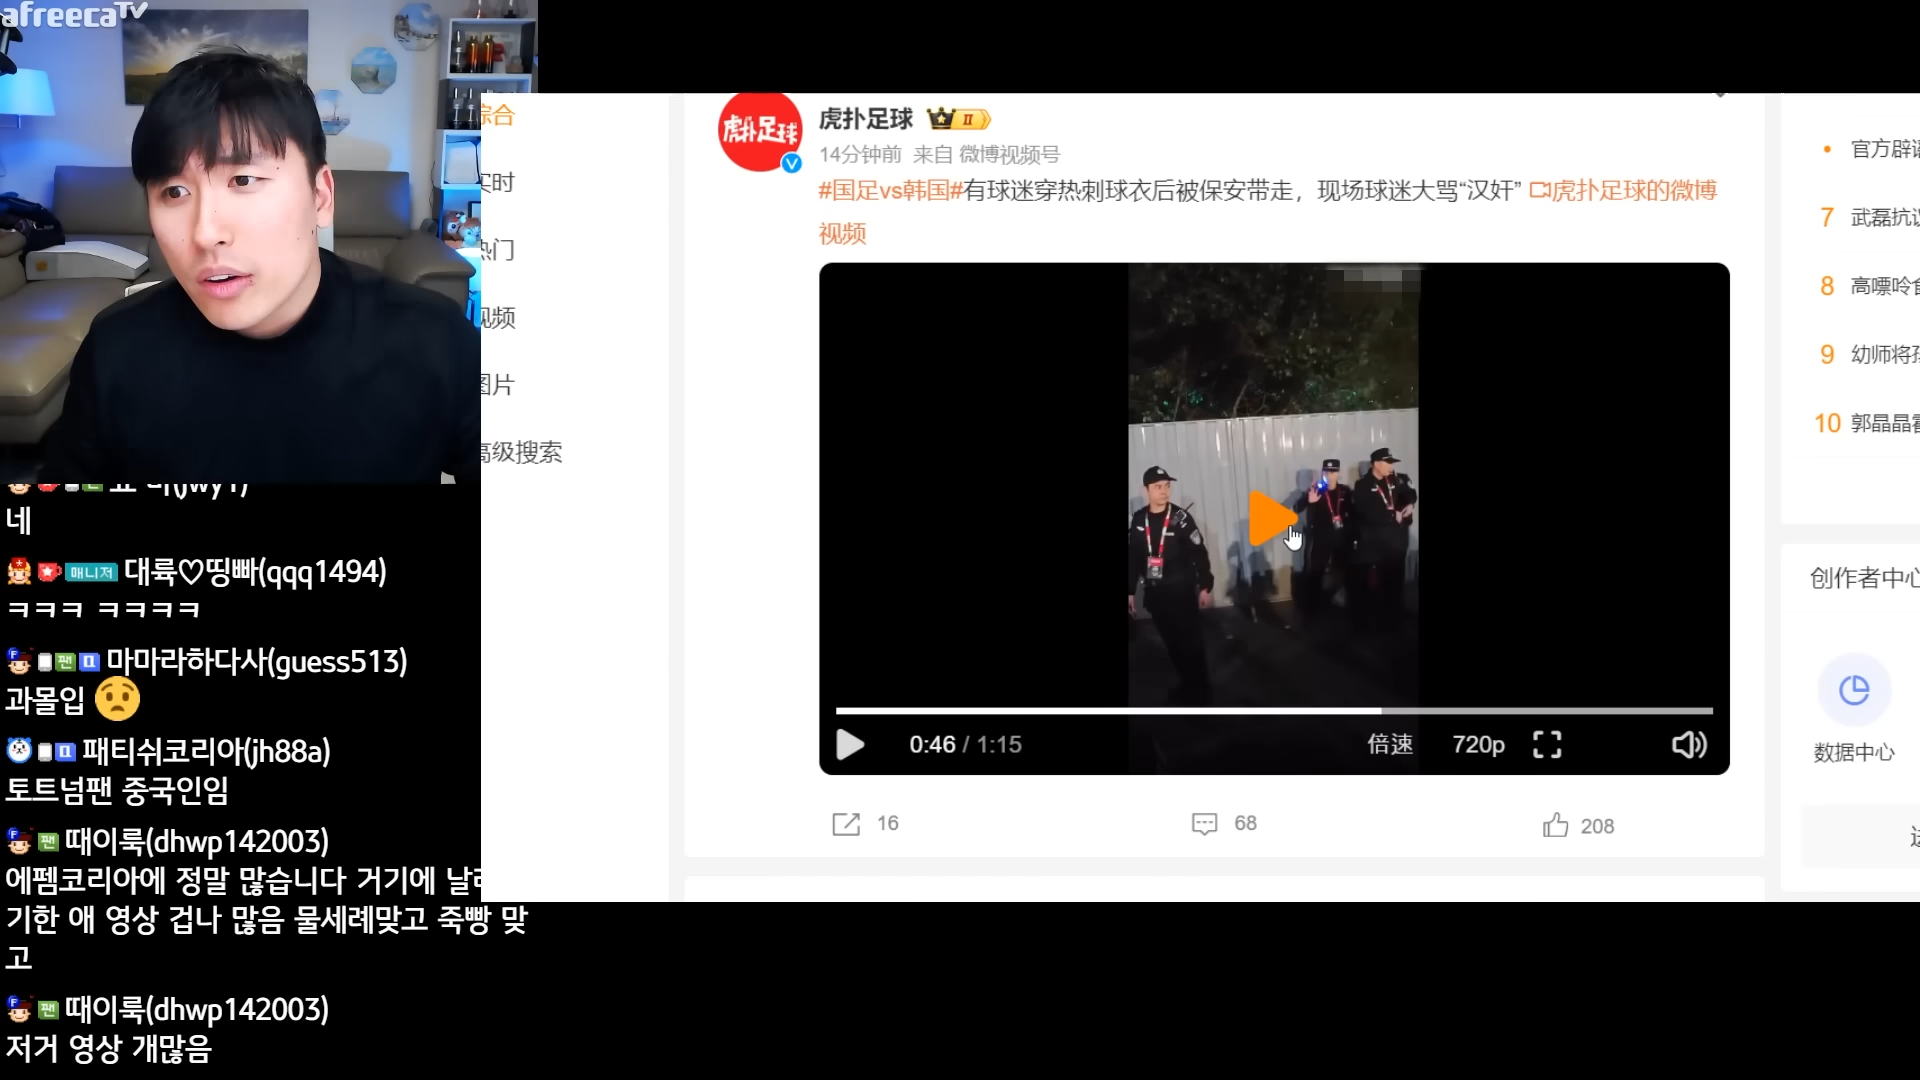 afreecaTV
综合
实时
热门
视频
图片
高级搜索
虎扑足球
虎扑足球 II
14分钟前 来自 微博视频号
#国足vs韩国#有球迷穿热刺球衣后被保安带走，现场球迷大骂“汉奸” 虎扑足球的微博
视频
0:46 / 1:15
倍速
720p
16
68
208
官方辟谣
7 武磊抗议
8 高嘌呤食
9 幼师将孩
10 郭晶晶霍
创作者中心
数据中心
네
매니저 대륙♡띵빠(qqq1494)
ㅋㅋㅋ ㅋㅋㅋㅋ
팬 마마라하다사(guess513)
과몰입
패티쉬코리아(jh88a)
토트넘팬 중국인임
팬 때이룩(dhwp142003)
에펨코리아에 정말 많습니다 거기에
기한 애 영상 겁나 많음 물세례맞고 죽빵 맞
고
팬 때이룩(dhwp142003)
저거 영상 개많음